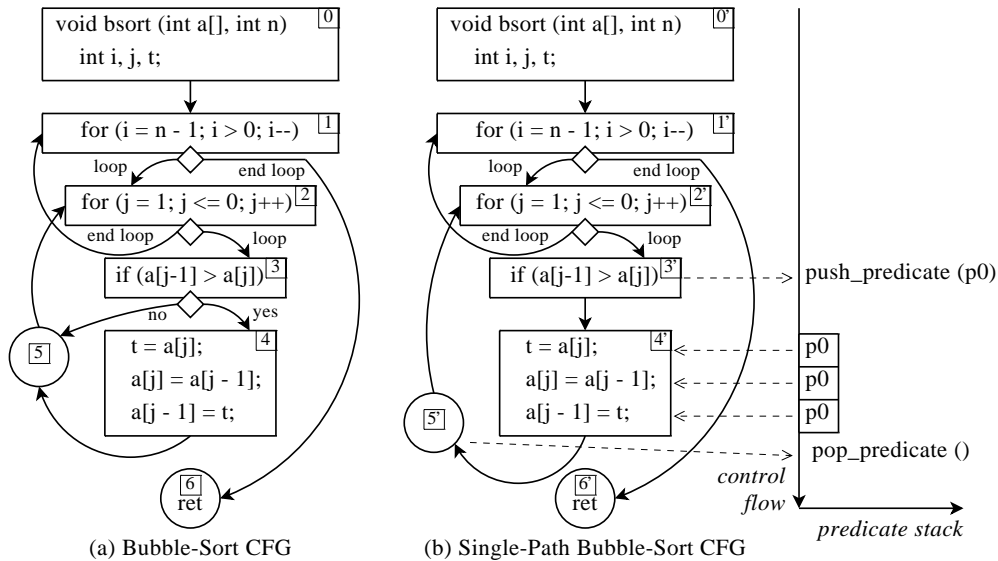 void bsort (int a[], int n) 0
int i, j, t;
for (i = n - 1; i > 0; i--) 1
loop
end loop
for (j = 1; j <= 0; j++) 2
end loop
loop
if (a[j-1] > a[j]) 3
no
yes
5
4
t = a[j];
a[j] = a[j - 1];
a[j - 1] = t;
6
ret
(a) Bubble-Sort CFG
void bsort (int a[], int n) 0'
int i, j, t;
for (i = n - 1; i > 0; i--) 1'
loop
end loop
for (j = 1; j <= 0; j++) 2'
end loop
loop
if (a[j-1] > a[j]) 3'
4'
t = a[j];
a[j] = a[j - 1];
a[j - 1] = t;
5'
6'
ret
(b) Single-Path Bubble-Sort CFG
push_predicate (p0)
p0
p0
p0
pop_predicate ()
control
flow
predicate stack